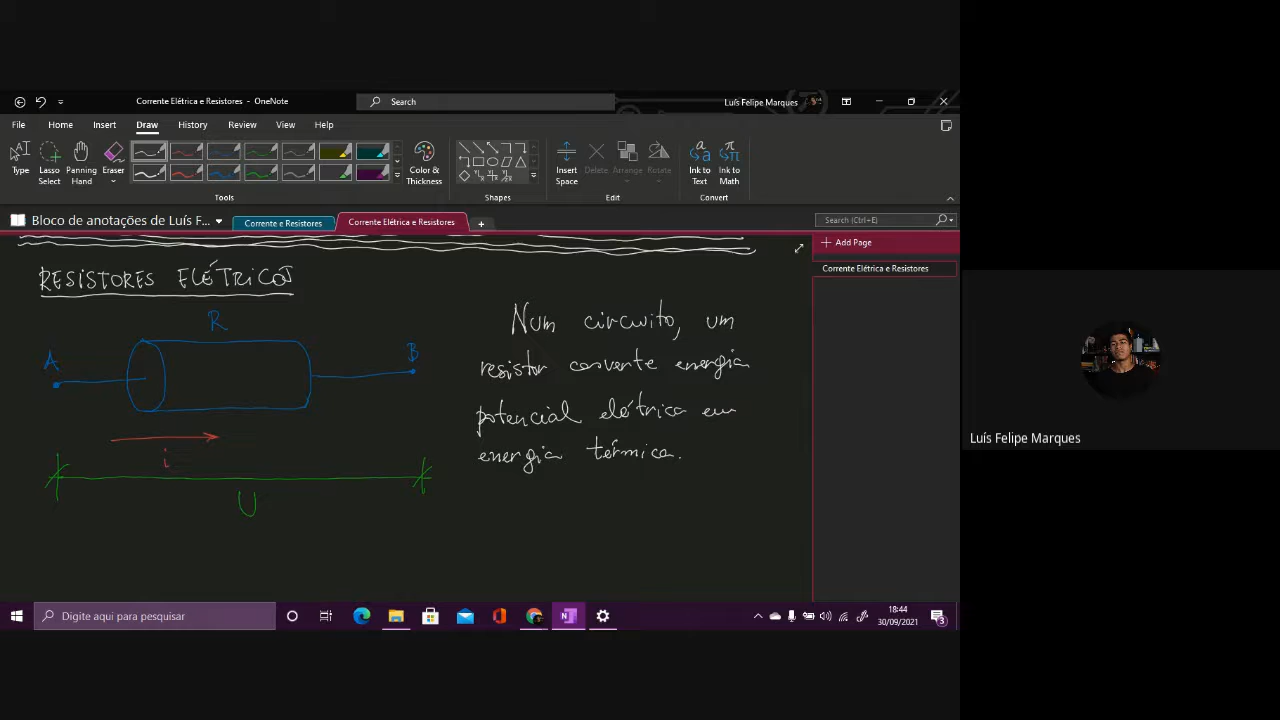 Corrente Elétrica e Resistores - OneNote
Search
Luís Felipe Marques
File Home Insert Draw History Review View Help
Type
Lasso Select
Panning Hand
Eraser
Color & Thickness
Insert Space
Delete
Arrange
Rotate
Ink to Text
Ink to Math
Tools
Shapes
Edit
Convert
Bloco de anotações de Luís F...
Corrente e Resistores
Corrente Elétrica e Resistores
Search (Ctrl+E)
Add Page
Corrente Elétrica e Resistores
RESISTORES ELÉTRICOS
R
A
B
i
U
Num circuito, um
resistor converte energia
potencial elétrica em
energia térmica.
Luís Felipe Marques
Digite aqui para pesquisar
18:44
30/09/2021
3